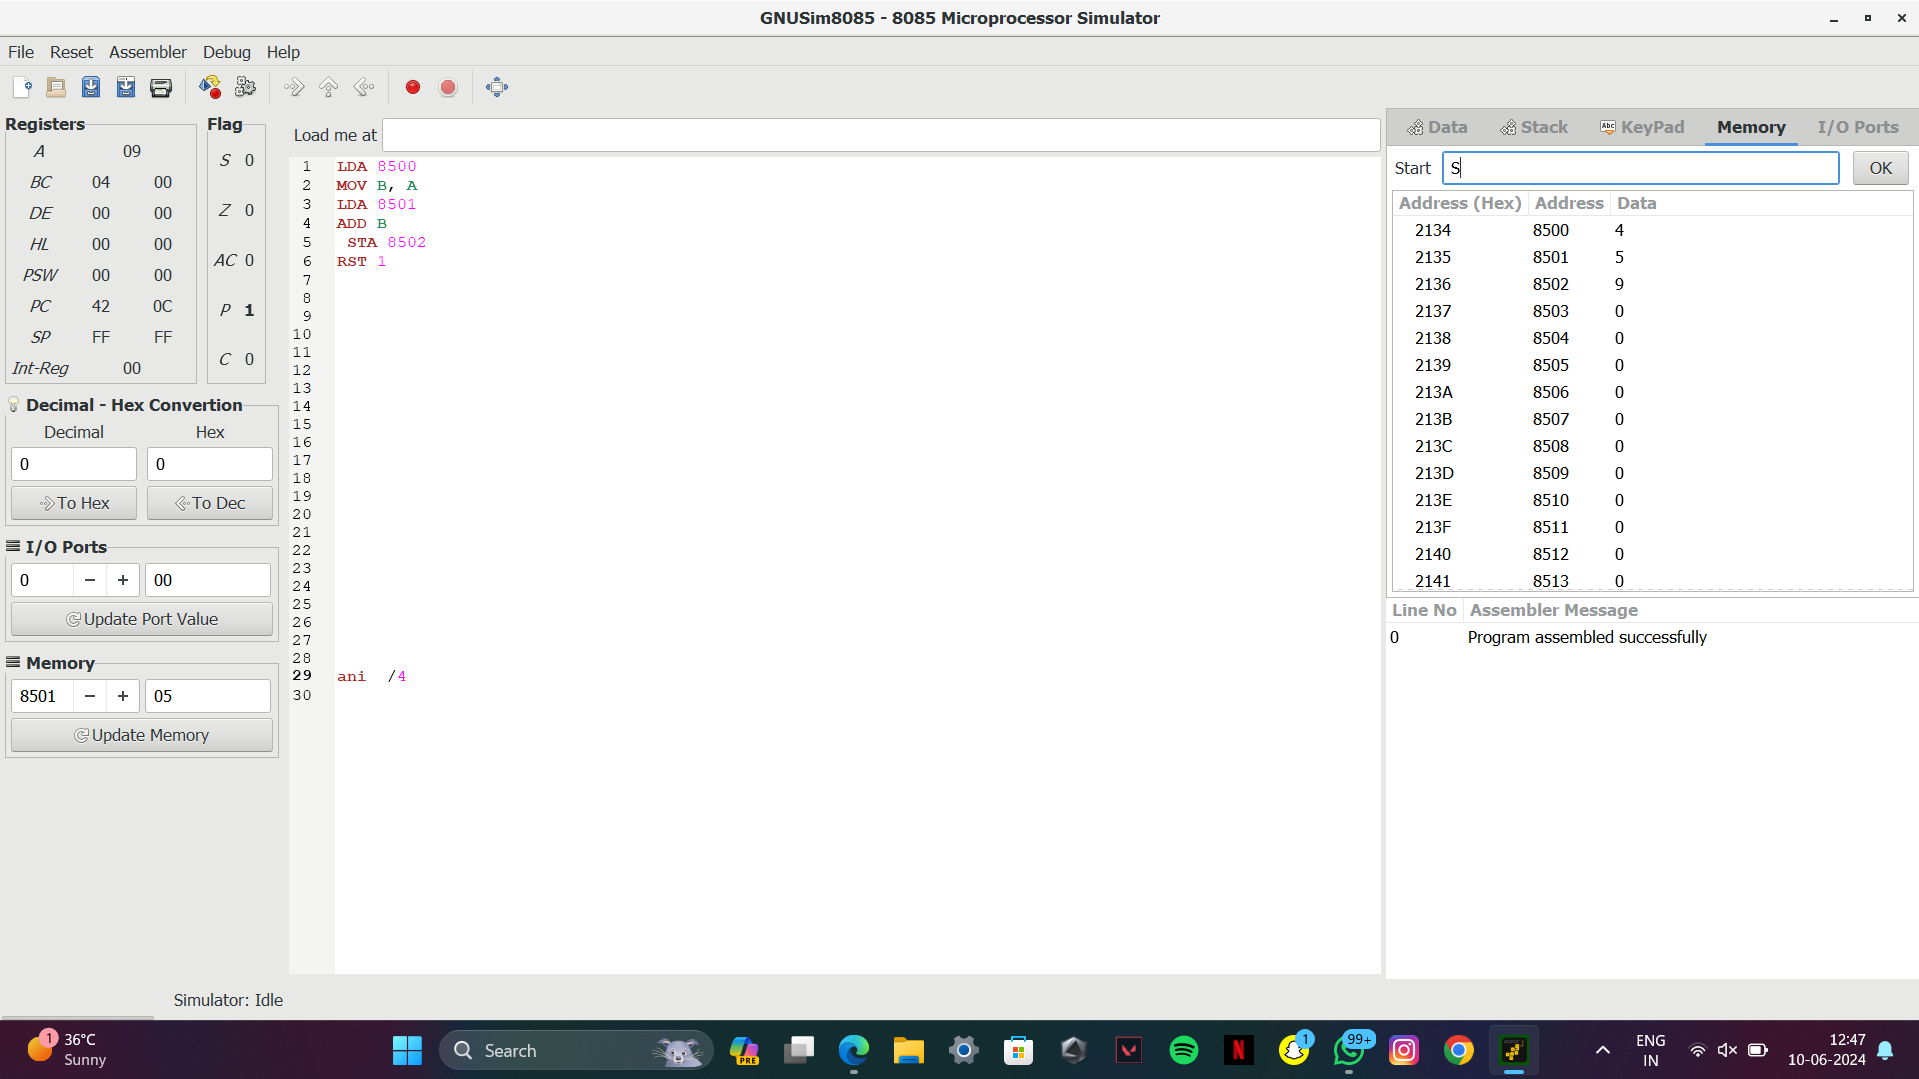 GNUSim8085 - 8085 Microprocessor Simulator
File Reset Assembler Debug Help
Registers
A 09
BC 04 00
DE 00 00
HL 00 00
PSW 00 00
PC 42 0C
SP FF FF
Int-Reg 00
Flag
S 0
Z 0
AC 0
P 1
C 0
Decimal - Hex Convertion
Decimal Hex
0 0
To Hex To Dec
I/O Ports
0 − + 00
Update Port Value
Memory
8501 − + 05
Update Memory
Load me at
1 LDA 8500
2 MOV B, A
3 LDA 8501
4 ADD B
5 STA 8502
6 RST 1
7
8
9
10
11
12
13
14
15
16
17
18
19
20
21
22
23
24
25
26
27
28
29 ani /4
30
Data Stack Abc KeyPad Memory I/O Ports
Start S OK
Address (Hex) Address Data
2134 8500 4
2135 8501 5
2136 8502 9
2137 8503 0
2138 8504 0
2139 8505 0
213A 8506 0
213B 8507 0
213C 8508 0
213D 8509 0
213E 8510 0
213F 8511 0
2140 8512 0
2141 8513 0
Line No Assembler Message
0 Program assembled successfully
Simulator: Idle
1 36°C
Sunny
Search
PRE
1
99+
ENG
IN
12:47
10-06-2024